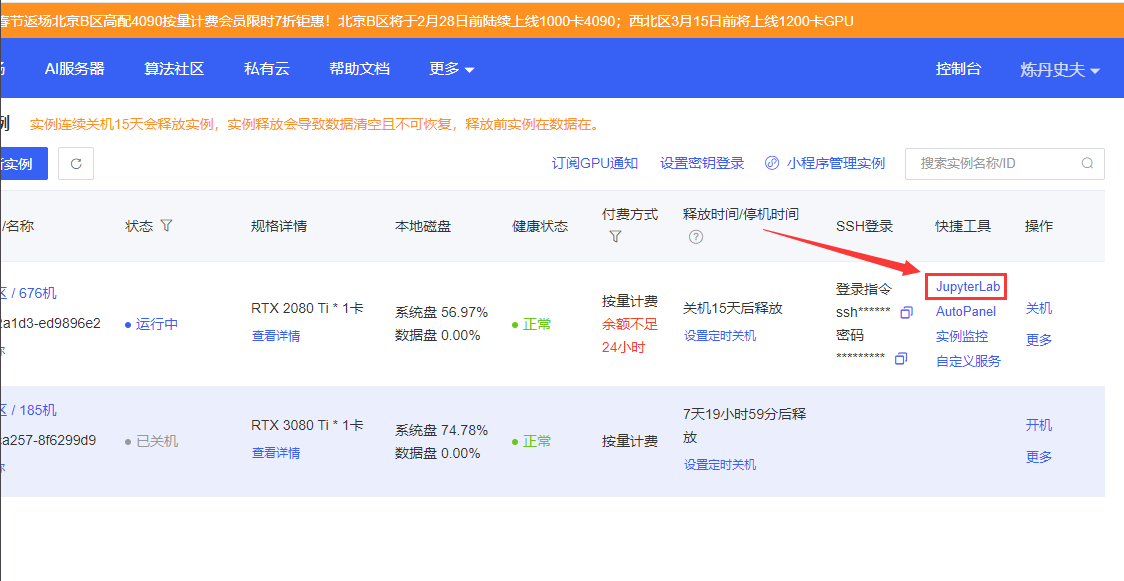 春节返场北京B区高配4090按量计费会员限时7折钜惠！北京B区将于2月28日前陆续上线1000卡4090；西北区3月15日前将上线1200卡GPU
AI服务器 算法社区 私有云 帮助文档 更多 控制台 炼丹史夫
例 实例连续关机15天会释放实例，实例释放会导致数据清空且不可恢复，释放前实例在数据在。
实例 订阅GPU通知 设置密钥登录 小程序管理实例 搜索实例名称/ID
/名称 状态 规格详情 本地磁盘 健康状态 付费方式 释放时间/停机时间 SSH登录 快捷工具 操作
区 / 676机
a1d3-ed9896e2
运行中
RTX 2080 Ti * 1卡
查看详情
系统盘 56.97%
数据盘 0.00%
正常
按量计费
余额不足
24小时
关机15天后释放
设置定时关机
登录指令
ssh******
密码
*********
JupyterLab
AutoPanel
实例监控
自定义服务
关机
更多
区 / 185机
a257-8f6299d9
已关机
RTX 3080 Ti * 1卡
查看详情
系统盘 74.78%
数据盘 0.00%
正常
按量计费
7天19小时59分后释
放
设置定时关机
开机
更多